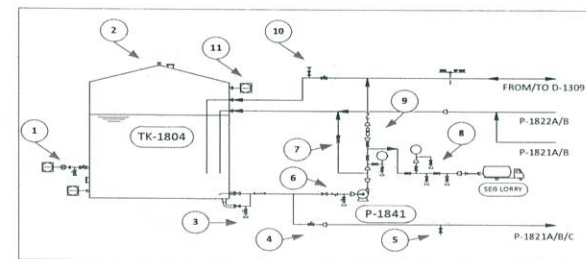 2
11
10
FROM/TO D-1309
TK-1804
9
P-1822A/B
8
1
7
P-1821A/B
6
SEG LORRY
P-1841
3
4
5
P-1821A/B/C